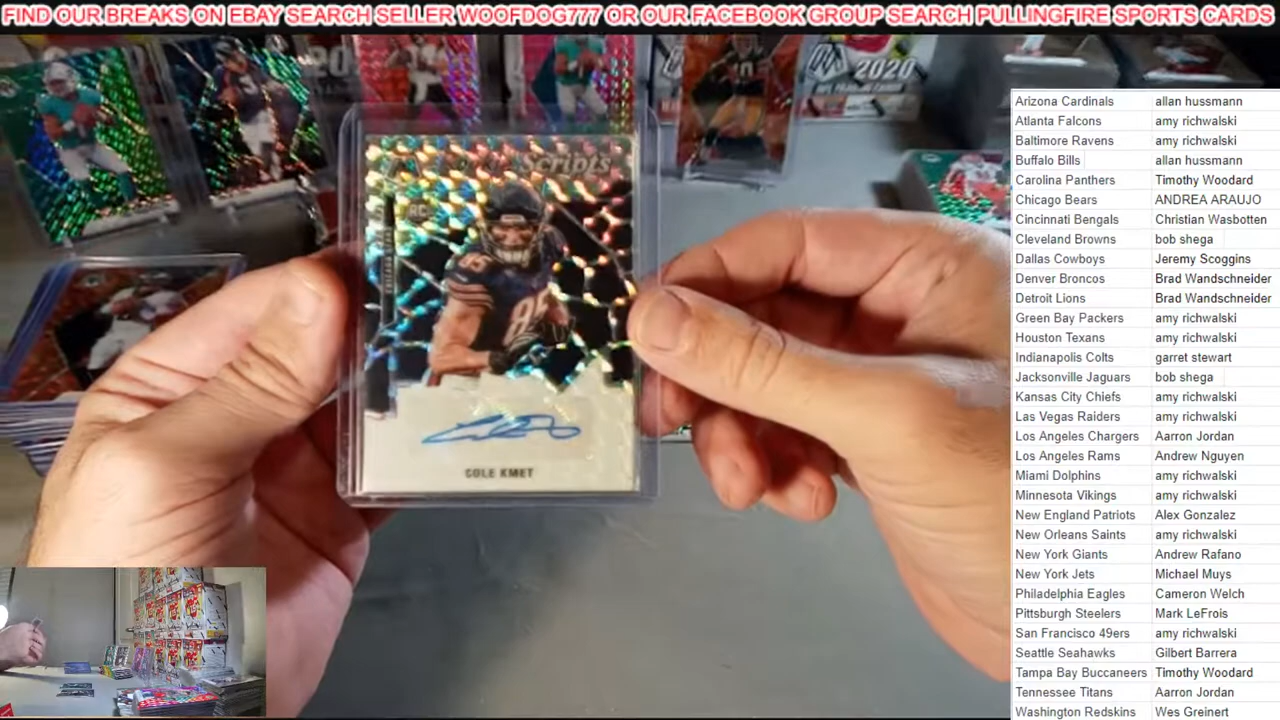 FIND OUR BREAKS ON EBAY SEARCH SELLER WOOFDOG777 OR OUR FACEBOOK GROUP SEARCH PULLINGFIRE SPORTS CARDS
2020
Scripts
RC
85
COLE KMET
Arizona Cardinals allan hussmann
Atlanta Falcons amy richwalski
Baltimore Ravens amy richwalski
Buffalo Bills allan hussmann
Carolina Panthers Timothy Woodard
Chicago Bears ANDREA ARAUJO
Cincinnati Bengals Christian Wasbotten
Cleveland Browns bob shega
Dallas Cowboys Jeremy Scoggins
Denver Broncos Brad Wandschneider
Detroit Lions Brad Wandschneider
Green Bay Packers amy richwalski
Houston Texans amy richwalski
Indianapolis Colts garret stewart
Jacksonville Jaguars bob shega
Kansas City Chiefs amy richwalski
Las Vegas Raiders amy richwalski
Los Angeles Chargers Aarron Jordan
Los Angeles Rams Andrew Nguyen
Miami Dolphins amy richwalski
Minnesota Vikings amy richwalski
New England Patriots Alex Gonzalez
New Orleans Saints amy richwalski
New York Giants Andrew Rafano
New York Jets Michael Muys
Philadelphia Eagles Cameron Welch
Pittsburgh Steelers Mark LeFrois
San Francisco 49ers amy richwalski
Seattle Seahawks Gilbert Barrera
Tampa Bay Buccaneers Timothy Woodard
Tennessee Titans Aarron Jordan
Washington Redskins Wes Greinert